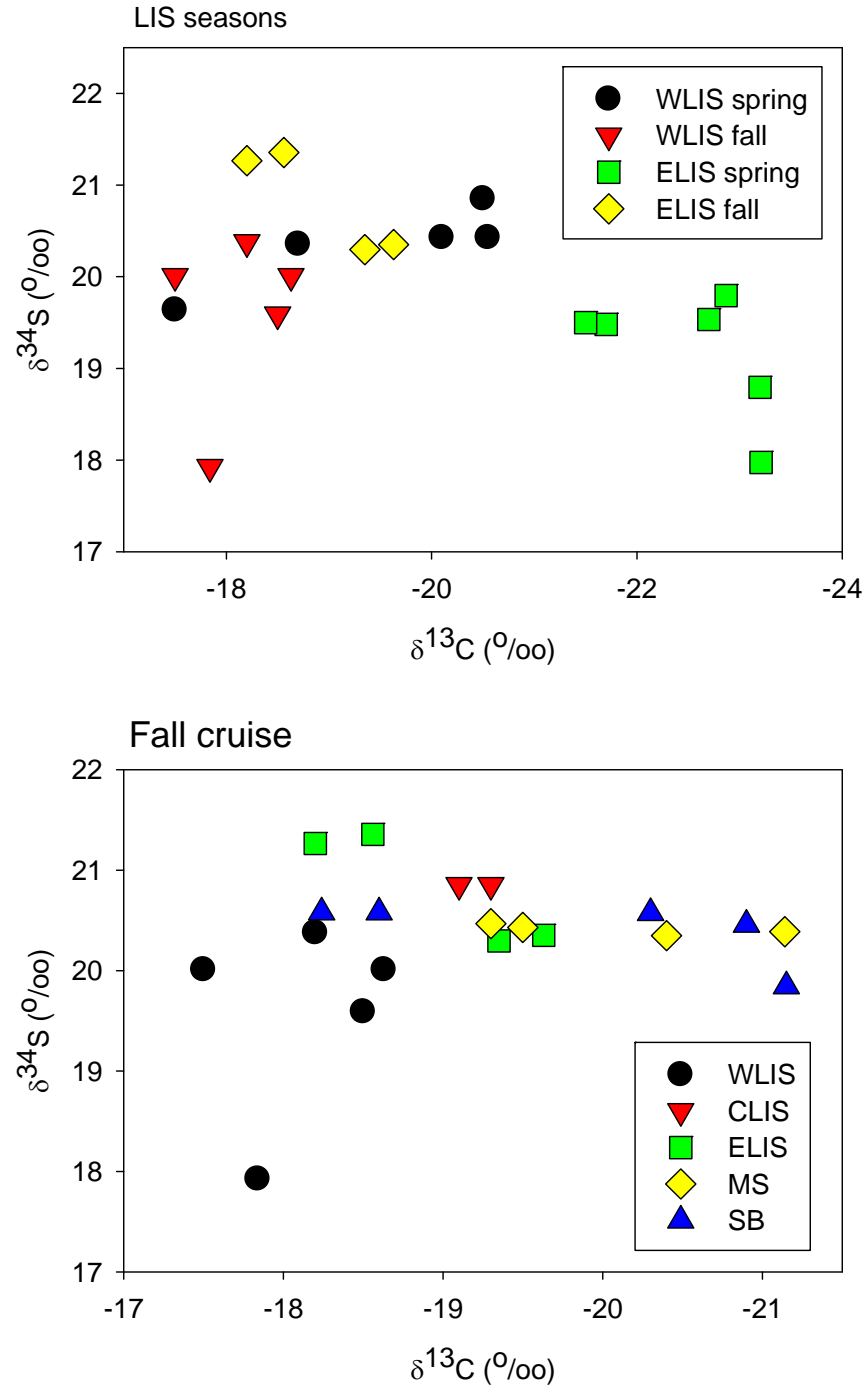 LIS seasons
22
21
20
19
18
17
δ34S (o/oo)
WLIS spring
WLIS fall
ELIS spring
ELIS fall
-18 -20 -22 -24
δ13C (o/oo)
Fall cruise
22
21
20
19
18
17
δ34S (o/oo)
WLIS
CLIS
ELIS
MS
SB
-17 -18 -19 -20 -21
δ13C (o/oo)